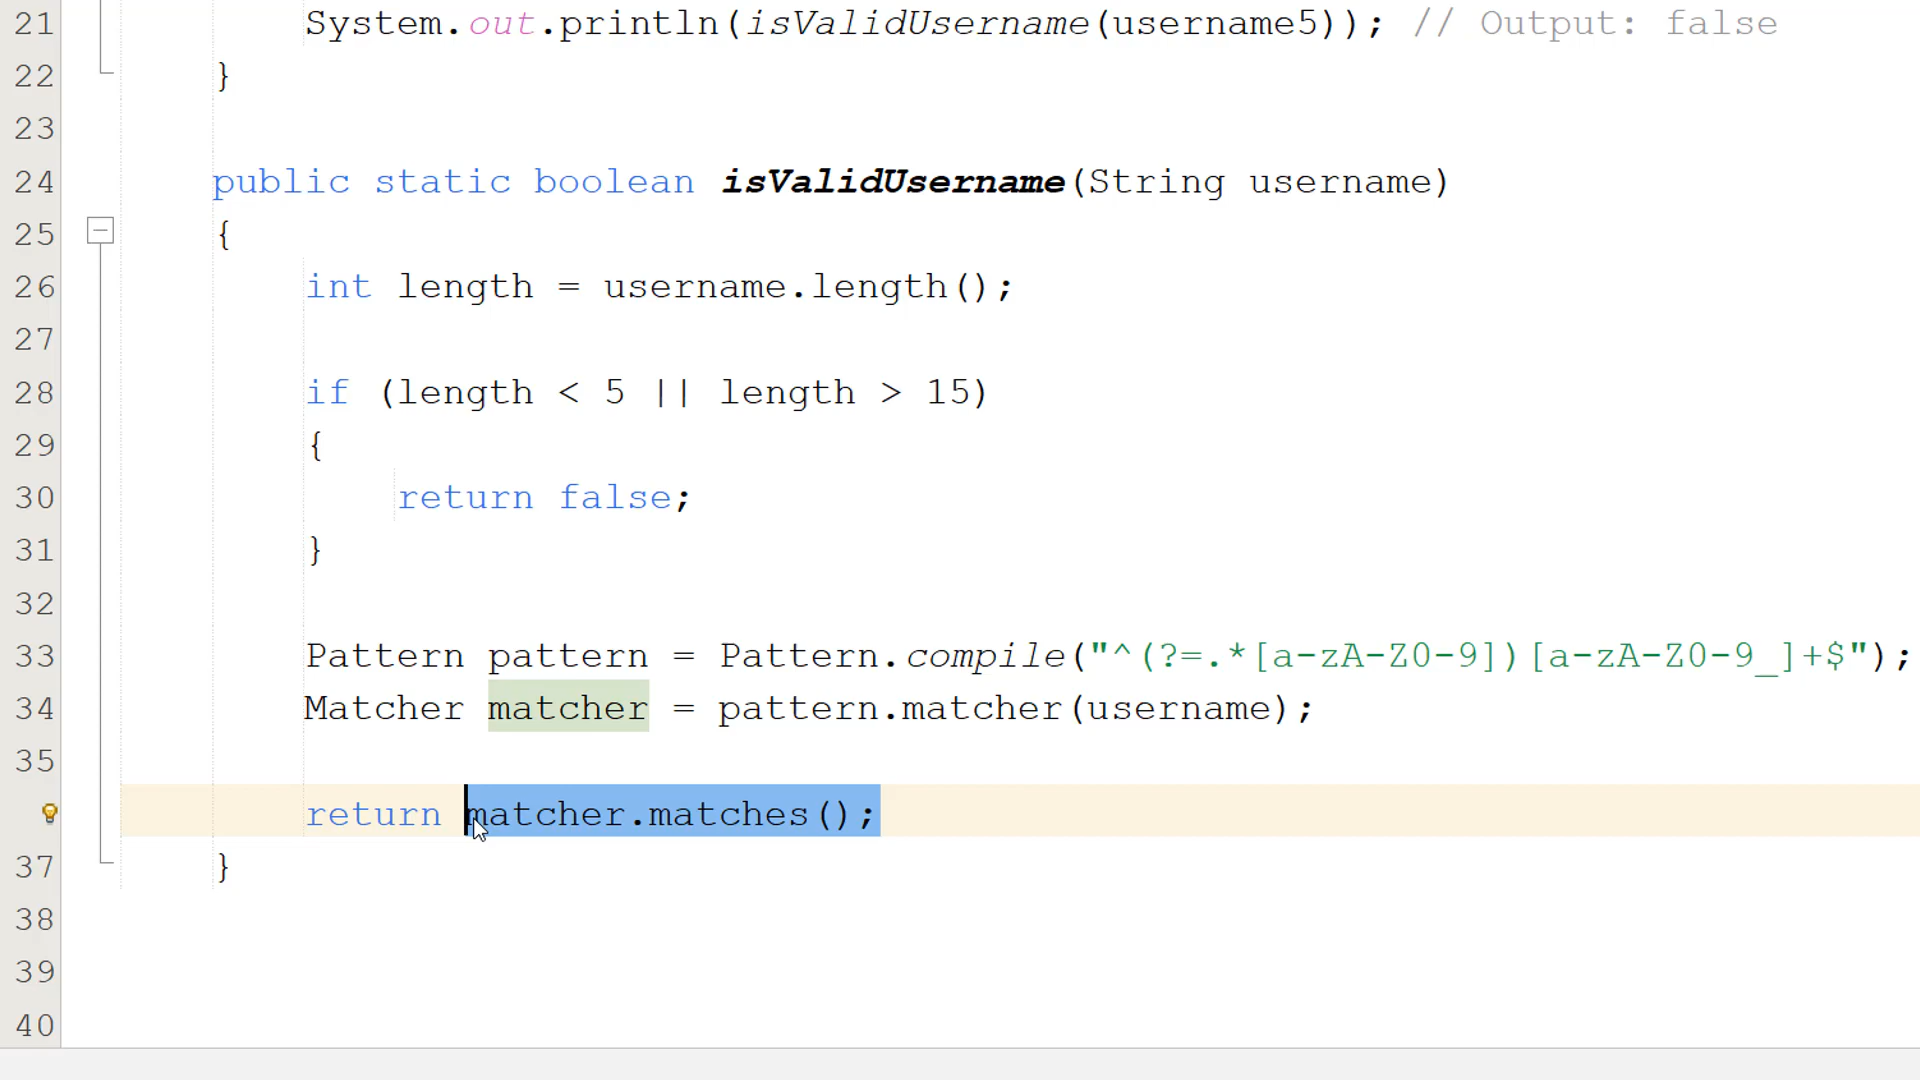 21 System.out.println(isValidUsername(username5)); // Output: false
22 }
23
24 public static boolean isValidUsername(String username)
25 {
26 int length = username.length();
27
28 if (length < 5 || length > 15)
29 {
30 return false;
31 }
32
33 Pattern pattern = Pattern.compile("^(?=.*[a-zA-Z0-9])[a-zA-Z0-9_]+$");
34 Matcher matcher = pattern.matcher(username);
35
return matcher.matches();
37 }
38
39
40